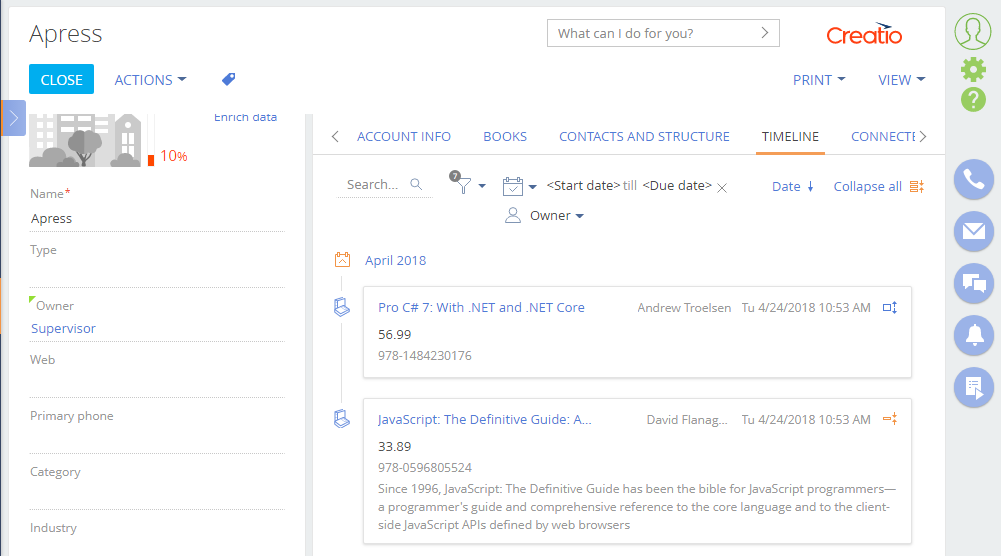 Apress
What can I do for you?
Creatio
CLOSE
ACTIONS
PRINT
VIEW
Enrich data
10%
Name*
Apress
Type
Owner
Supervisor
Web
Primary phone
Category
Industry
ACCOUNT INFO
BOOKS
CONTACTS AND STRUCTURE
TIMELINE
CONNECTE
Search...
7
<Start date> till <Due date>
Date
Collapse all
Owner
April 2018
Pro C# 7: With .NET and .NET Core
Andrew Troelsen
Tu 4/24/2018 10:53 AM
56.99
978-1484230176
JavaScript: The Definitive Guide: A...
David Flanag...
Tu 4/24/2018 10:53 AM
33.89
978-0596805524
Since 1996, JavaScript: The Definitive Guide has been the bible for JavaScript programmers—
a programmer's guide and comprehensive reference to the core language and to the client-
side JavaScript APIs defined by web browsers
?